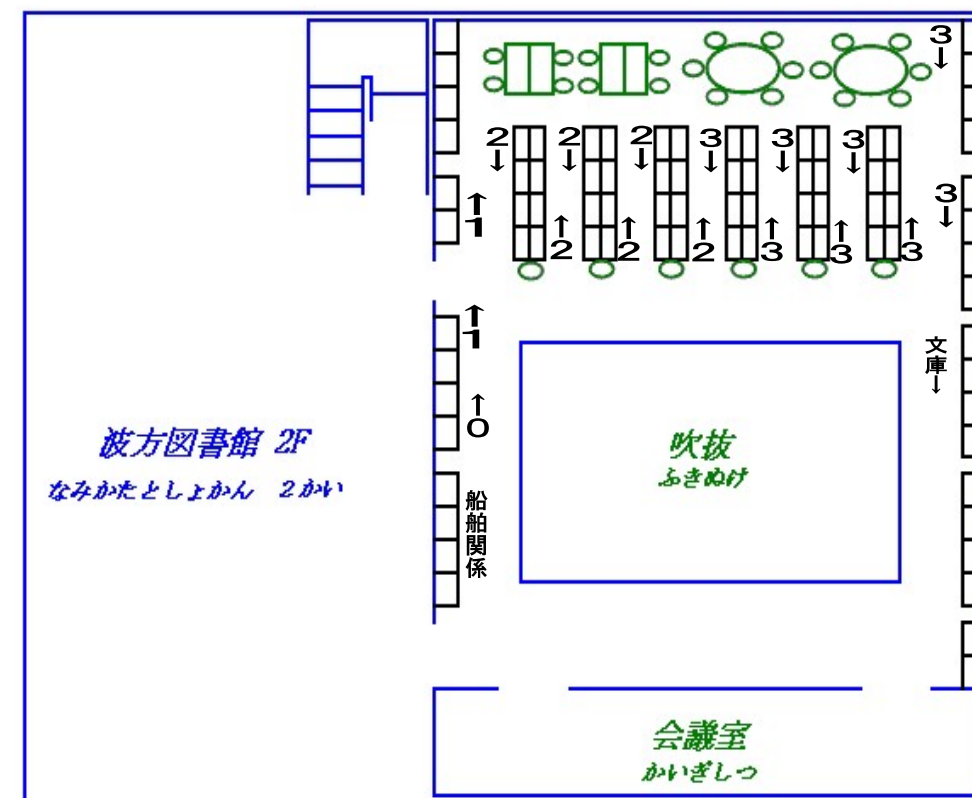 3
↓
2 2 2 3 3 3
↓ ↓ ↓ ↓ ↓ ↓
3
↓
↑
1
↑ ↑ ↑ ↑ ↑ ↑
2 2 2 3 3 3
↑
1
文庫↓
↑
0
波方図書館 2F
なみかたとしょかん 2かい
吹抜
ふきぬけ
船舶関係
会議室
かいぎしつ